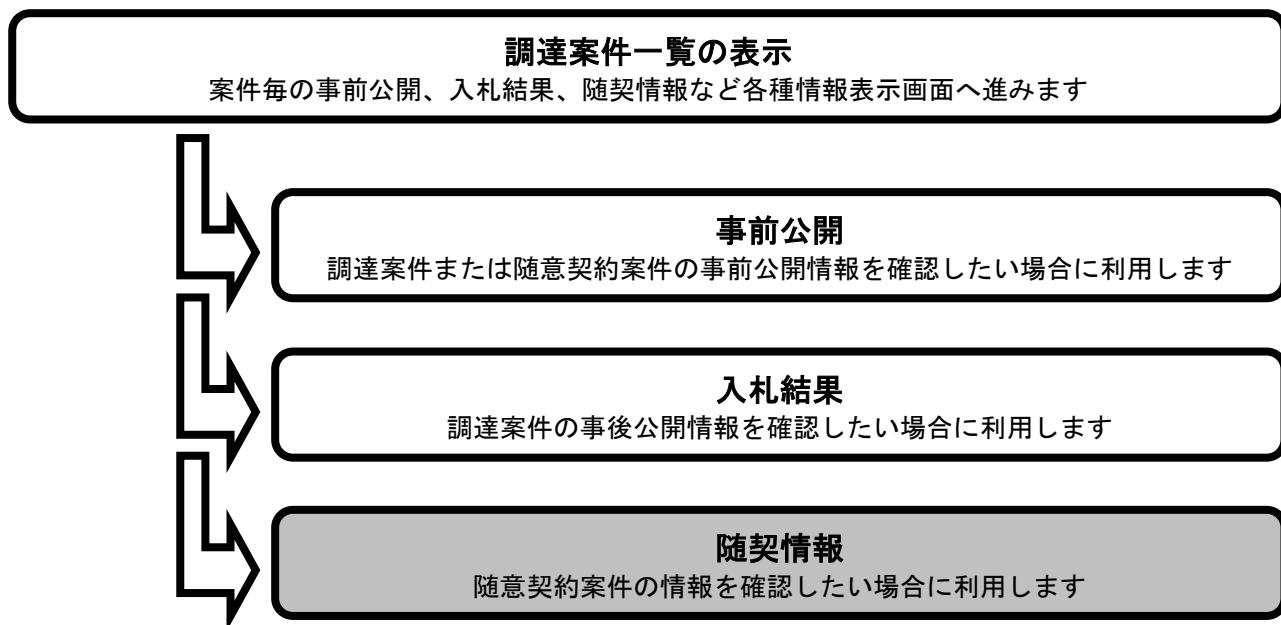 調達案件一覧の表示
案件毎の事前公開、入札結果、随契情報など各種情報表示画面へ進みます
事前公開
調達案件または随意契約案件の事前公開情報を確認したい場合に利用します
入札結果
調達案件の事後公開情報を確認したい場合に利用します
随契情報
随意契約案件の情報を確認したい場合に利用します